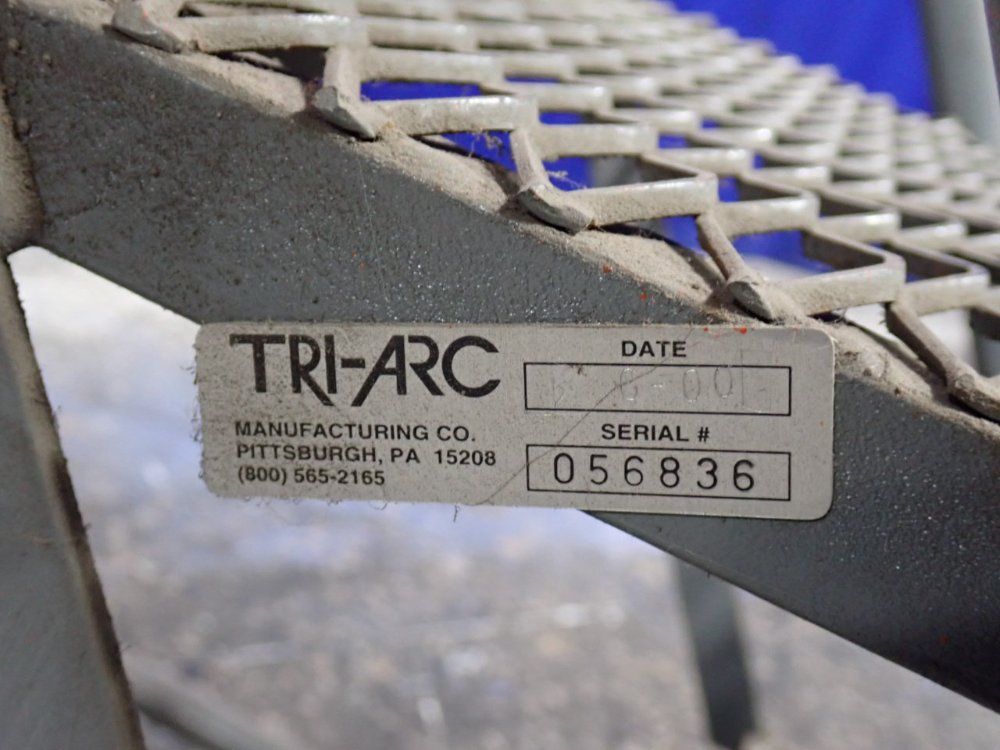 TRI-ARC
MANUFACTURING CO.
PITTSBURGH, PA 15208
(800) 565-2165
DATE
SERIAL #
056836